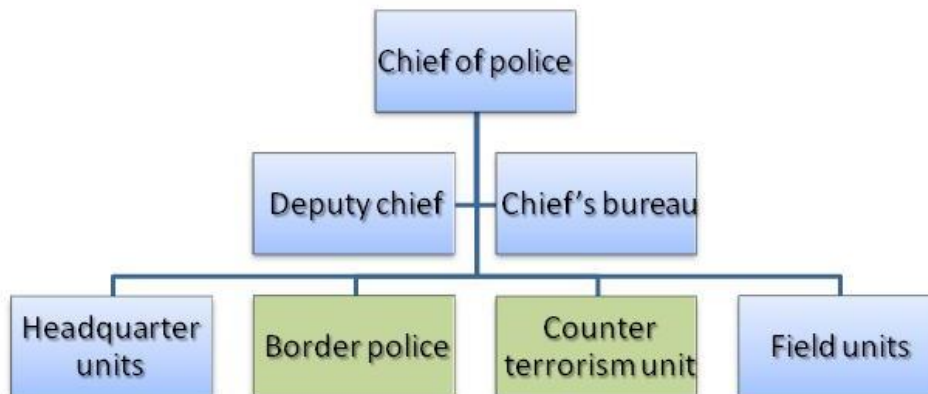 Chief of police
Deputy chief
Chief's bureau
Headquarter
units
Border police
Counter
terrorism unit
Field units